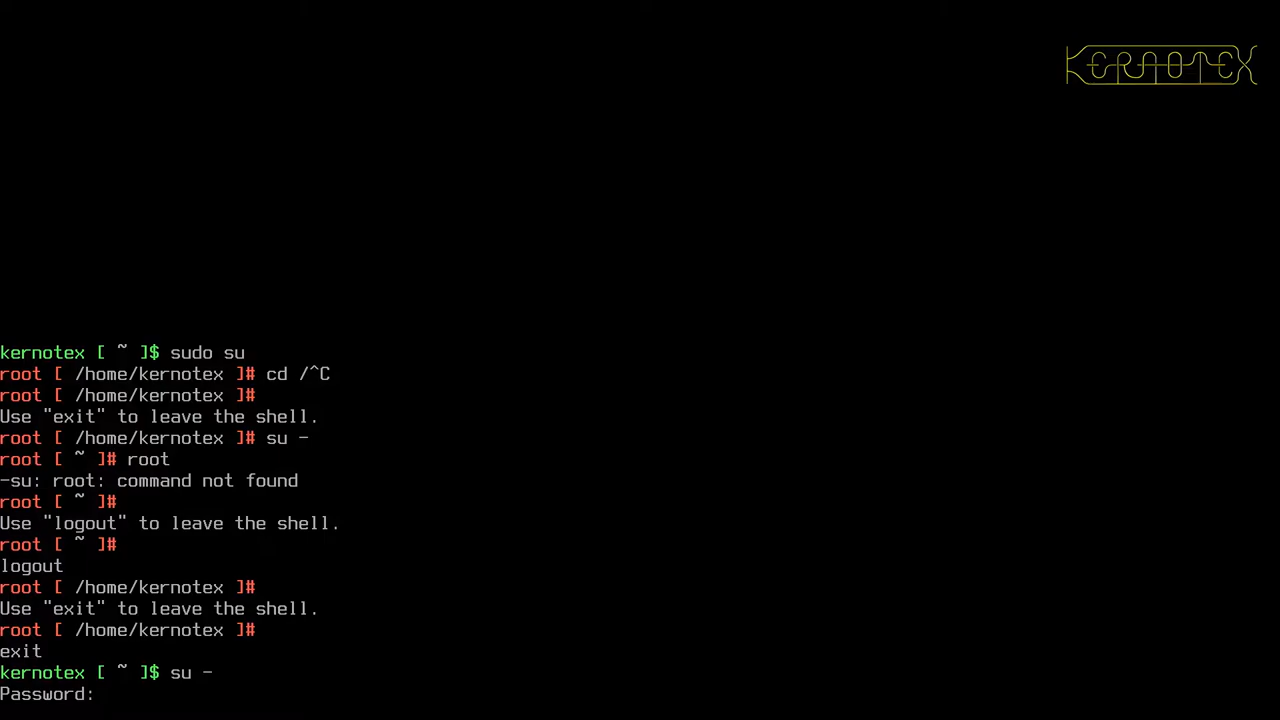 KERNOTEX
kernotex [ ~ ]$ sudo su
root [ /home/kernotex ]# cd /^C
root [ /home/kernotex ]#
Use "exit" to leave the shell.
root [ /home/kernotex ]# su -
root [ ~ ]# root
-su: root: command not found
root [ ~ ]#
Use "logout" to leave the shell.
root [ ~ ]#
logout
root [ /home/kernotex ]#
Use "exit" to leave the shell.
root [ /home/kernotex ]#
exit
kernotex [ ~ ]$ su -
Password: